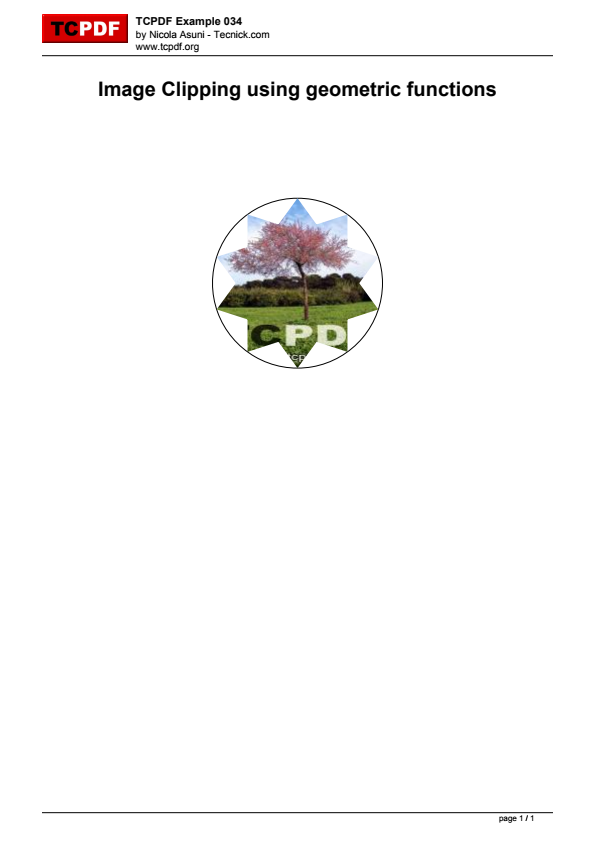 TCPDF
TCPDF Example 034
by Nicola Asuni - Tecnick.com
www.tcpdf.org
Image Clipping using geometric functions
CPD
page 1 / 1